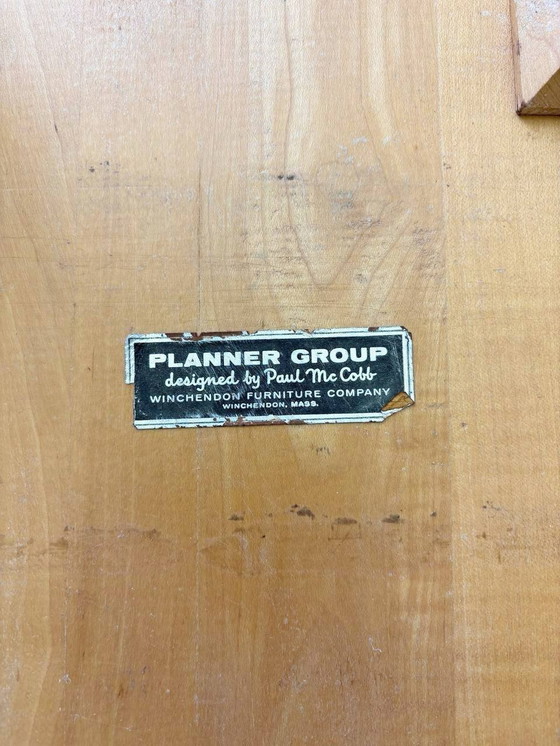 PLANNER GROUP
designed by Paul McCobb
WINCHENDON FURNITURE COMPANY
WINCHENDON, MASS.